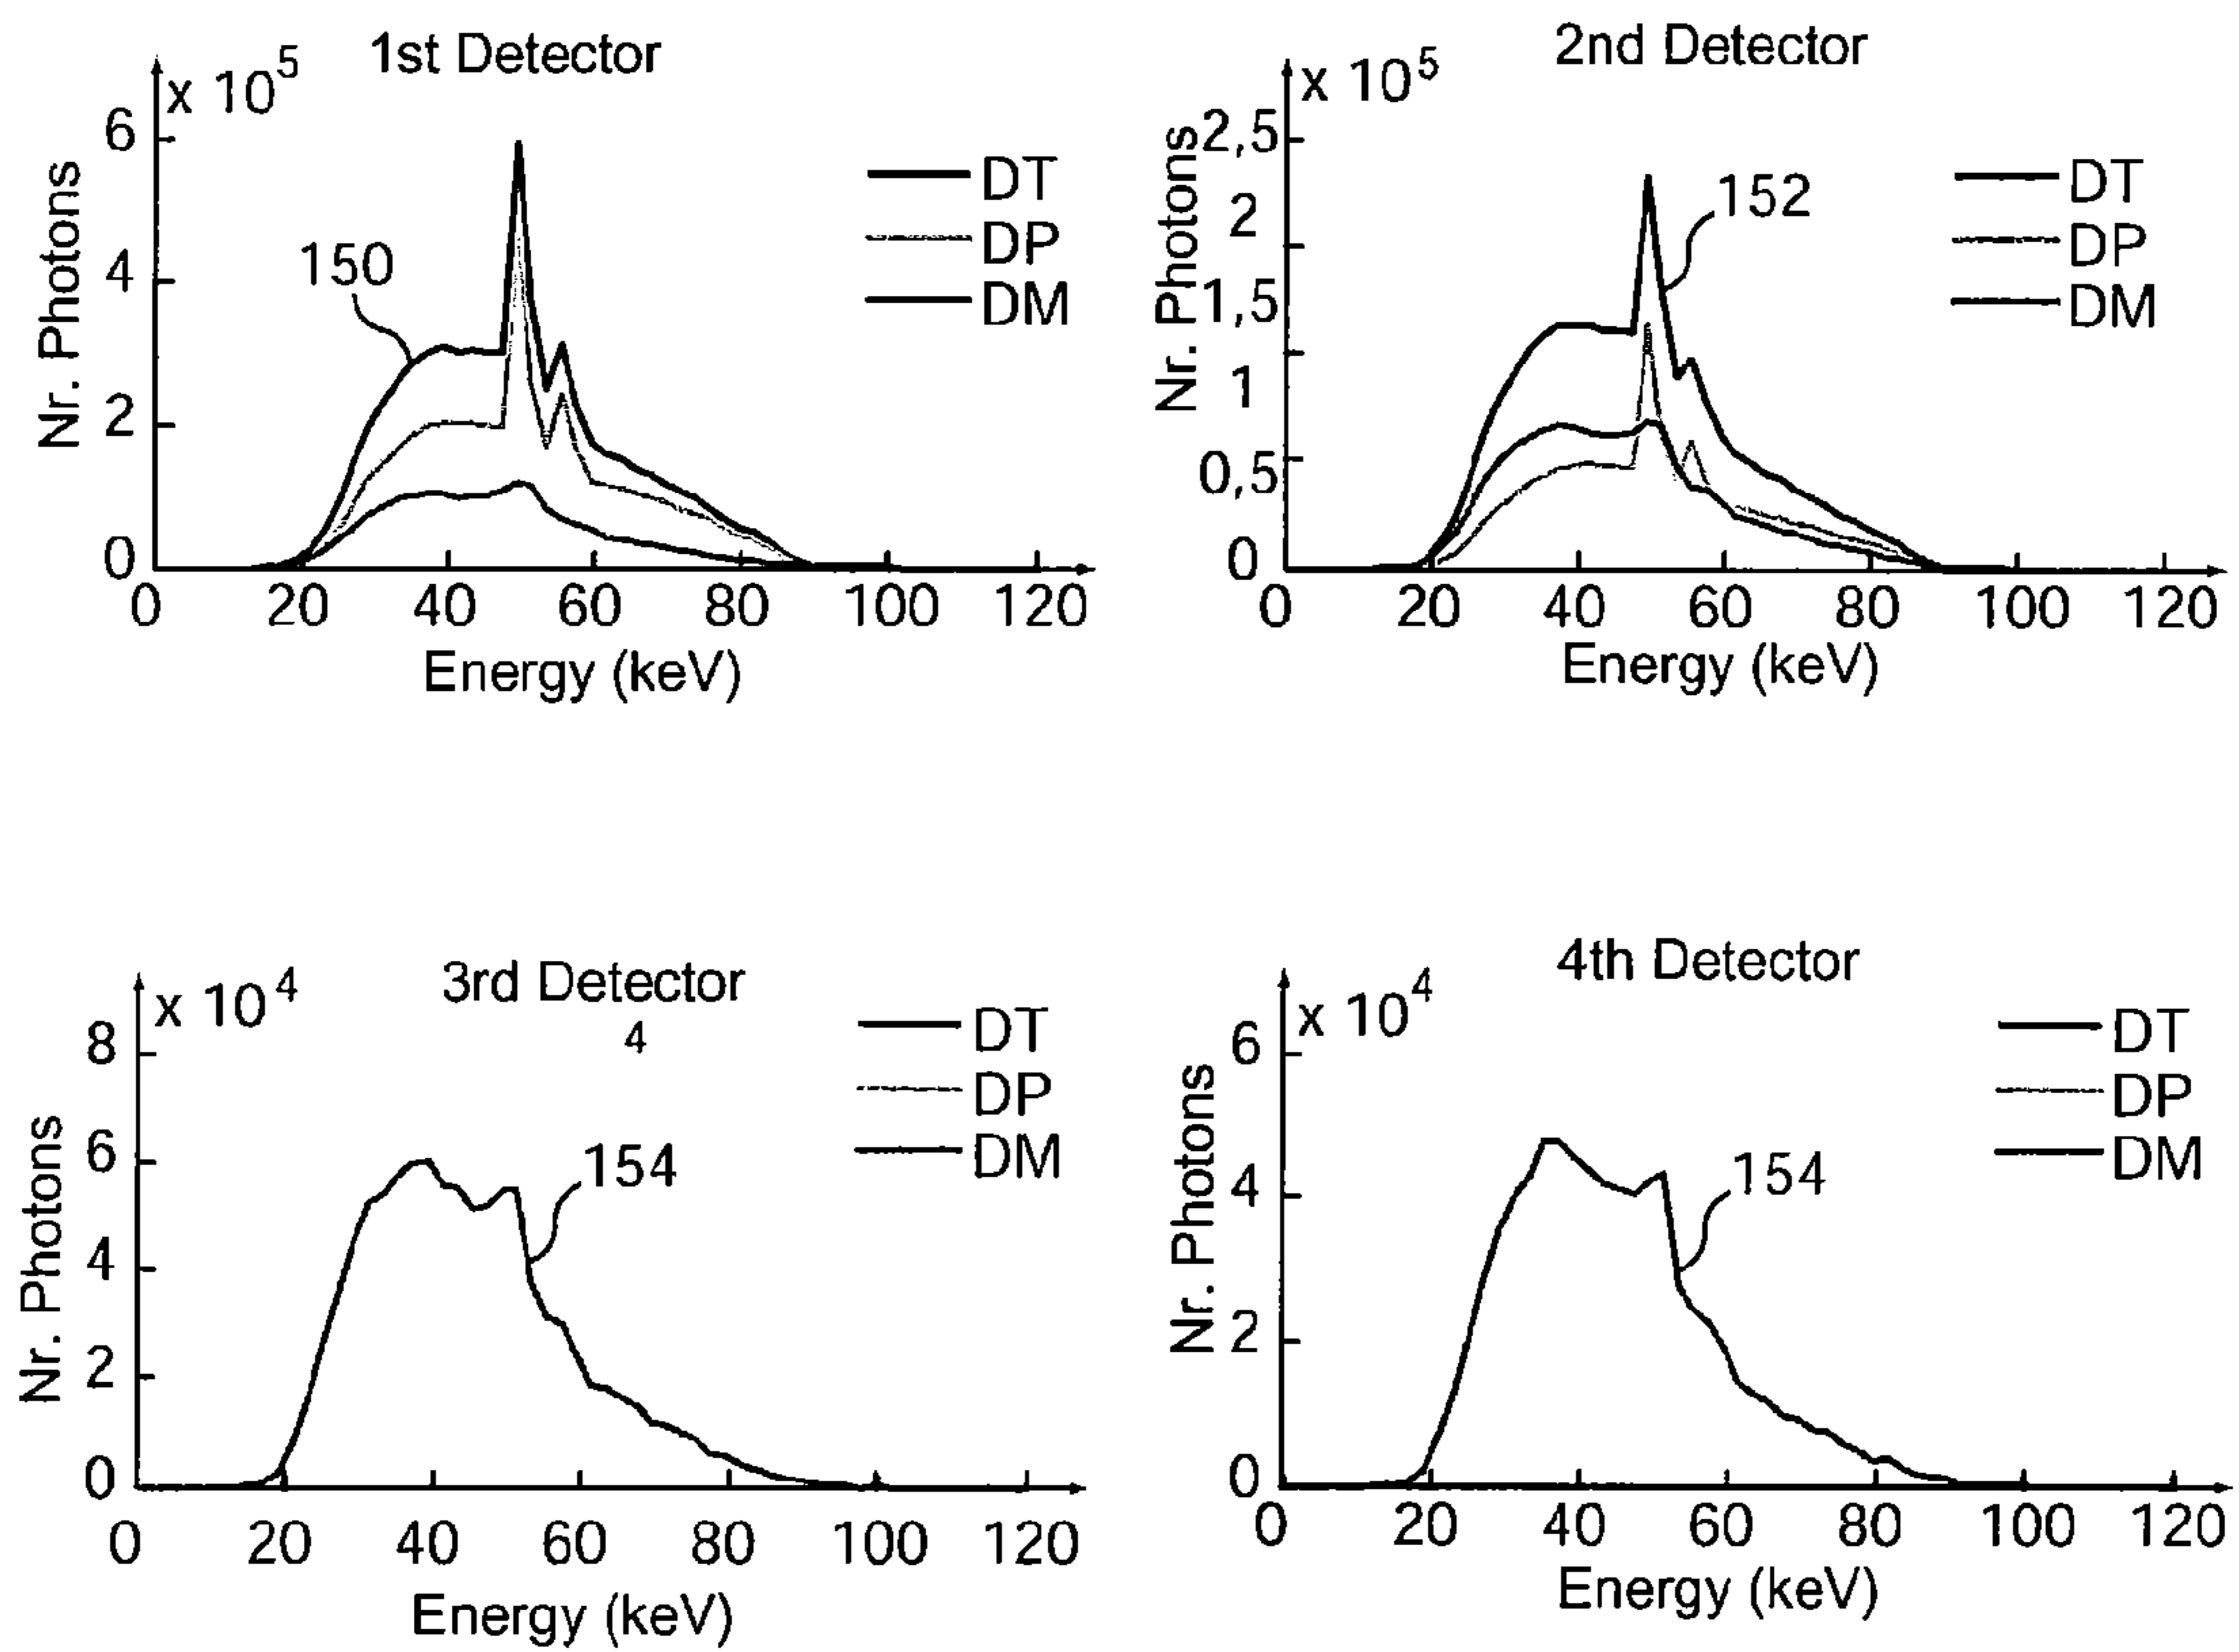 1st Detector
x 10^5
Nr. Photons
6
4
2
0
150
DT
DP
DM
0 20 40 60 80 100 120
Energy (keV)
2nd Detector
x 10^5
Nr. Photons
2,5
2
1,5
1
0,5
0
152
DT
DP
DM
0 20 40 60 80 100 120
Energy (keV)
3rd Detector
4
x 10^4
Nr. Photons
8
6
4
2
0
154
DT
DP
DM
0 20 40 60 80 100 120
Energy (keV)
4th Detector
x 10^4
Nr. Photons
6
4
2
0
154
DT
DP
DM
0 20 40 60 80 100 120
Energy (keV)